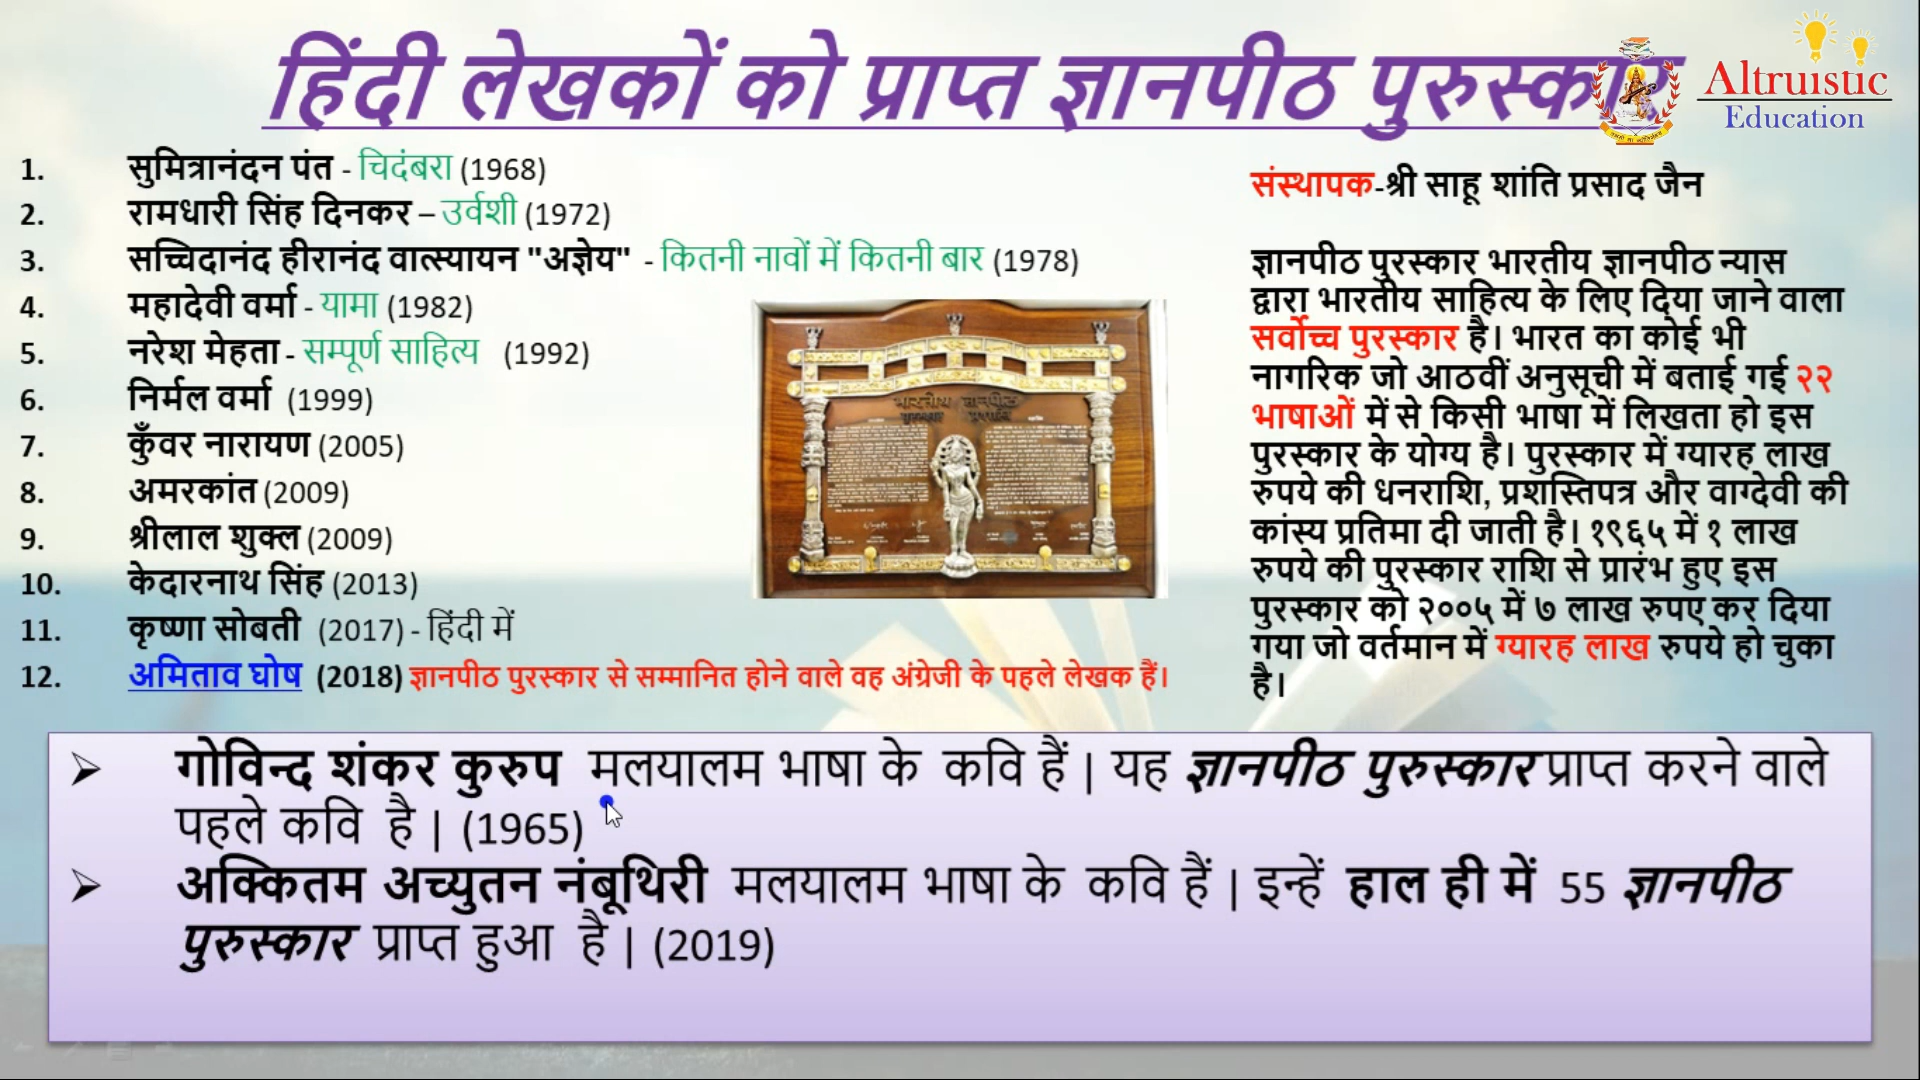 हिंदी लेखकों को प्राप्त ज्ञानपीठ पुरुस्कार
Altruistic
Education
1. सुमित्रानंदन पंत - चिदंबरा (1968)
2. रामधारी सिंह दिनकर – उर्वशी (1972)
3. सच्चिदानंद हीरानंद वात्स्यायन "अज्ञेय" - कितनी नावों में कितनी बार (1978)
4. महादेवी वर्मा - यामा (1982)
5. नरेश मेहता - सम्पूर्ण साहित्य (1992)
6. निर्मल वर्मा (1999)
7. कुँवर नारायण (2005)
8. अमरकांत (2009)
9. श्रीलाल शुक्ल (2009)
10. केदारनाथ सिंह (2013)
11. कृष्णा सोबती (2017) - हिंदी में
12. अमिताव घोष (2018) ज्ञानपीठ पुरस्कार से सम्मानित होने वाले वह अंग्रेजी के पहले लेखक हैं।
संस्थापक-श्री साहू शांति प्रसाद जैन
ज्ञानपीठ पुरस्कार भारतीय ज्ञानपीठ न्यास
द्वारा भारतीय साहित्य के लिए दिया जाने वाला
सर्वोच्च पुरस्कार है। भारत का कोई भी
नागरिक जो आठवीं अनुसूची में बताई गई २२
भाषाओं में से किसी भाषा में लिखता हो इस
पुरस्कार के योग्य है। पुरस्कार में ग्यारह लाख
रुपये की धनराशि, प्रशस्तिपत्र और वाग्देवी की
कांस्य प्रतिमा दी जाती है। १९६५ में १ लाख
रुपये की पुरस्कार राशि से प्रारंभ हुए इस
पुरस्कार को २००५ में ७ लाख रुपए कर दिया
गया जो वर्तमान में ग्यारह लाख रुपये हो चुका
है।
भारतीय ज्ञानपीठ
➢ गोविन्द शंकर कुरुप मलयालम भाषा के कवि हैं | यह ज्ञानपीठ पुरुस्कार प्राप्त करने वाले
पहले कवि है | (1965)
➢ अक्कितम अच्युतन नंबूथिरी मलयालम भाषा के कवि हैं | इन्हें हाल ही में 55 ज्ञानपीठ
पुरुस्कार प्राप्त हुआ है | (2019)